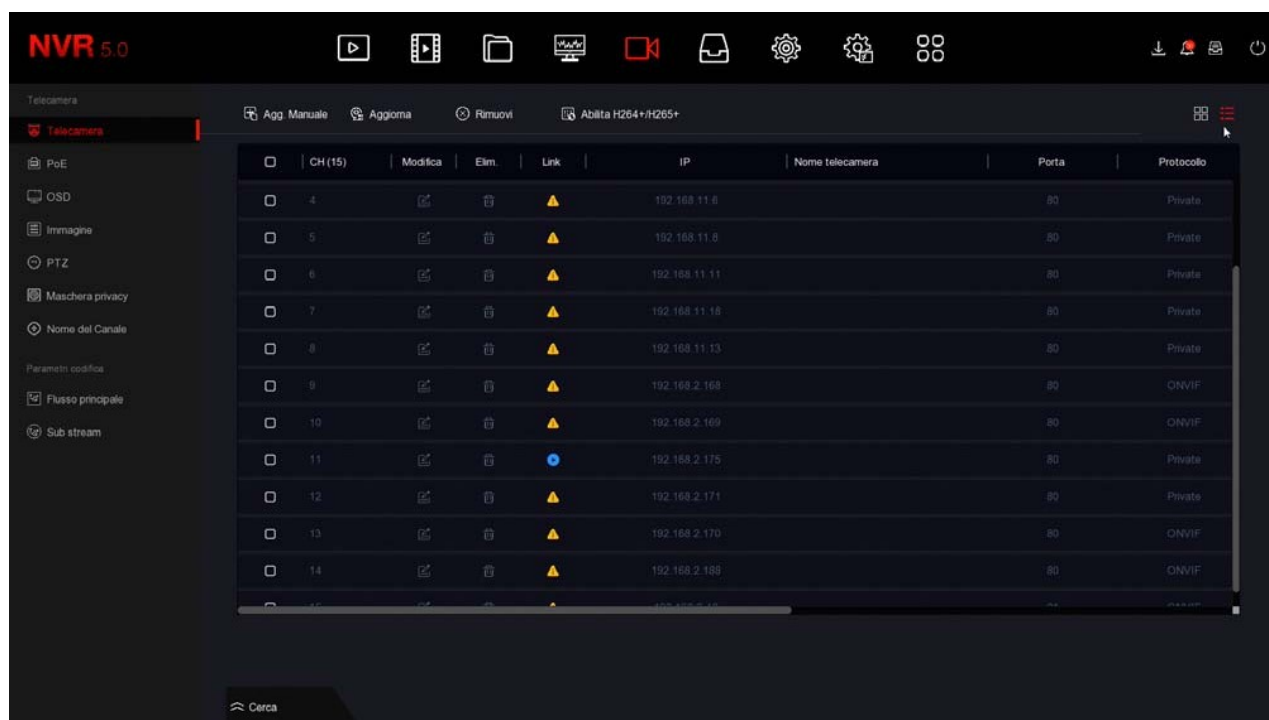 NVR 5.0
Telecamera
Telecamera
PoE
OSD
Immagine
PTZ
Maschera privacy
Nome del Canale
Parametri codifica
Flusso principale
Sub stream
Agg. Manuale Aggiorna Rimuovi Abilita H264+/H265+
CH (15) Modifica Elim. Link IP Nome telecamera Porta Protocollo
4 192.168.11.6 80 Private
5 192.168.11.8 80 Private
6 192.168.11.11 80 Private
7 192.168.11.18 80 Private
8 192.168.11.13 80 Private
9 192.168.2.168 80 ONVIF
10 192.168.2.169 80 ONVIF
11 192.168.2.175 80 Private
12 192.168.2.171 80 Private
13 192.168.2.170 80 ONVIF
14 192.168.2.188 80 ONVIF
Cerca